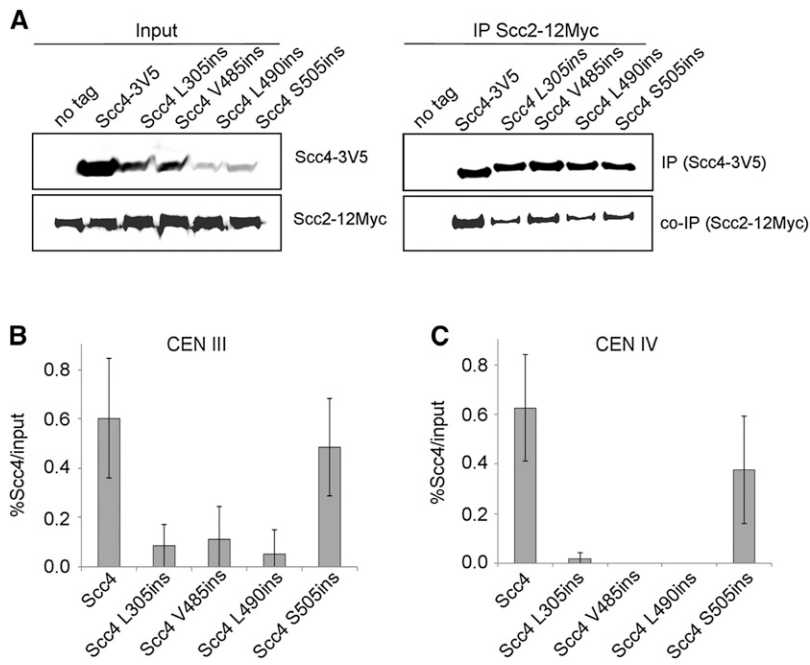 A
Input
no tag
Scc4-3V5
Scc4 L305ins
Scc4 V485ins
Scc4 L490ins
Scc4 S505ins
Scc4-3V5
Scc2-12Myc
IP Scc2-12Myc
no tag
Scc4-3V5
Scc4 L305ins
Scc4 V485ins
Scc4 L490ins
Scc4 S505ins
IP (Scc4-3V5)
co-IP (Scc2-12Myc)
B
CEN III
%Scc4/input
0.8
0.6
0.4
0.2
0.0
Scc4
Scc4 L305ins
Scc4 V485ins
Scc4 L490ins
Scc4 S505ins
C
CEN IV
%Scc4/input
0.8
0.6
0.4
0.2
0.0
Scc4
Scc4 L305ins
Scc4 V485ins
Scc4 L490ins
Scc4 S505ins